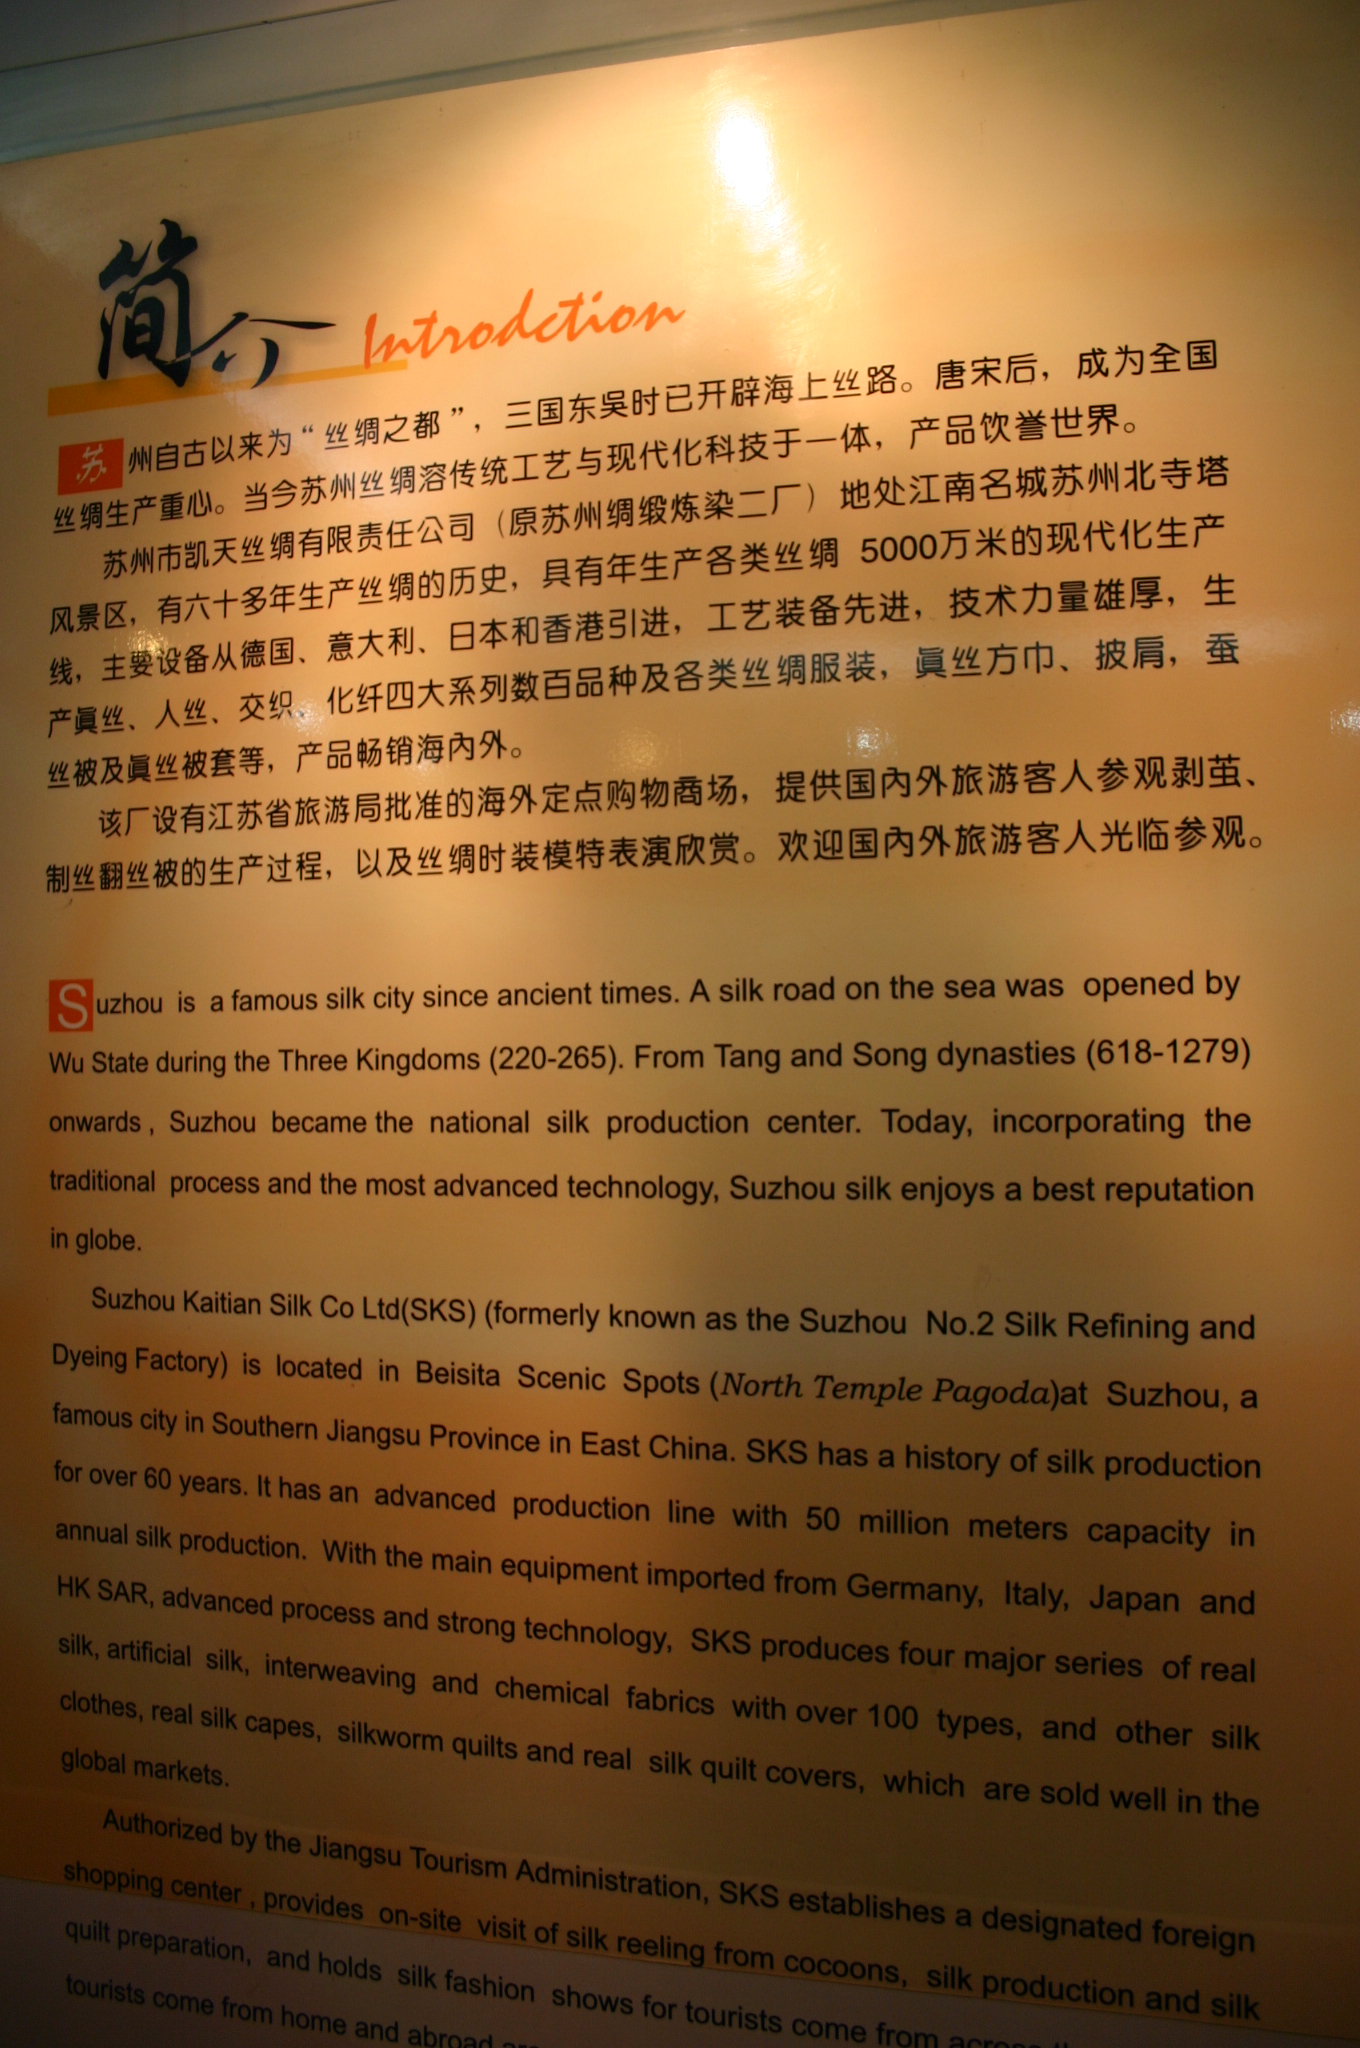 简介 Introdction
苏州自古以来为“丝绸之都”，三国东吴时已开辟海上丝路。唐宋后，成为全国
丝绸生产重心。当今苏州丝绸溶传统工艺与现代化科技于一体，产品饮誉世界。
苏州市凯天丝绸有限责任公司（原苏州绸缎炼染二厂）地处江南名城苏州北寺塔
风景区，有六十多年生产丝绸的历史，具有年生产各类丝绸 5000万米的现代化生产
线，主要设备从德国、意大利、日本和香港引进，工艺装备先进，技术力量雄厚，生
产真丝、人丝、交织、化纤四大系列数百品种及各类丝绸服装，真丝方巾、披肩，蚕
丝被及真丝被套等，产品畅销海内外。
该厂设有江苏省旅游局批准的海外定点购物商场，提供国内外旅游客人参观剥茧、
制丝翻丝被的生产过程，以及丝绸时装模特表演欣赏。欢迎国内外旅游客人光临参观。
Suzhou is a famous silk city since ancient times. A silk road on the sea was opened by
Wu State during the Three Kingdoms (220-265). From Tang and Song dynasties (618-1279)
onwards , Suzhou became the national silk production center. Today, incorporating the
traditional process and the most advanced technology, Suzhou silk enjoys a best reputation
in globe.
Suzhou Kaitian Silk Co Ltd(SKS) (formerly known as the Suzhou No.2 Silk Refining and
Dyeing Factory) is located in Beisita Scenic Spots (North Temple Pagoda)at Suzhou, a
famous city in Southern Jiangsu Province in East China. SKS has a history of silk production
for over 60 years. It has an advanced production line with 50 million meters capacity in
annual silk production. With the main equipment imported from Germany, Italy, Japan and
HK SAR, advanced process and strong technology, SKS produces four major series of real
silk, artificial silk, interweaving and chemical fabrics with over 100 types, and other silk
clothes, real silk capes, silkworm quilts and real silk quilt covers, which are sold well in the
global markets.
Authorized by the Jiangsu Tourism Administration, SKS establishes a designated foreign
shopping center , provides on-site visit of silk reeling from cocoons, silk production and silk
quilt preparation, and holds silk fashion shows for tourists come from across
tourists come from home and abroad